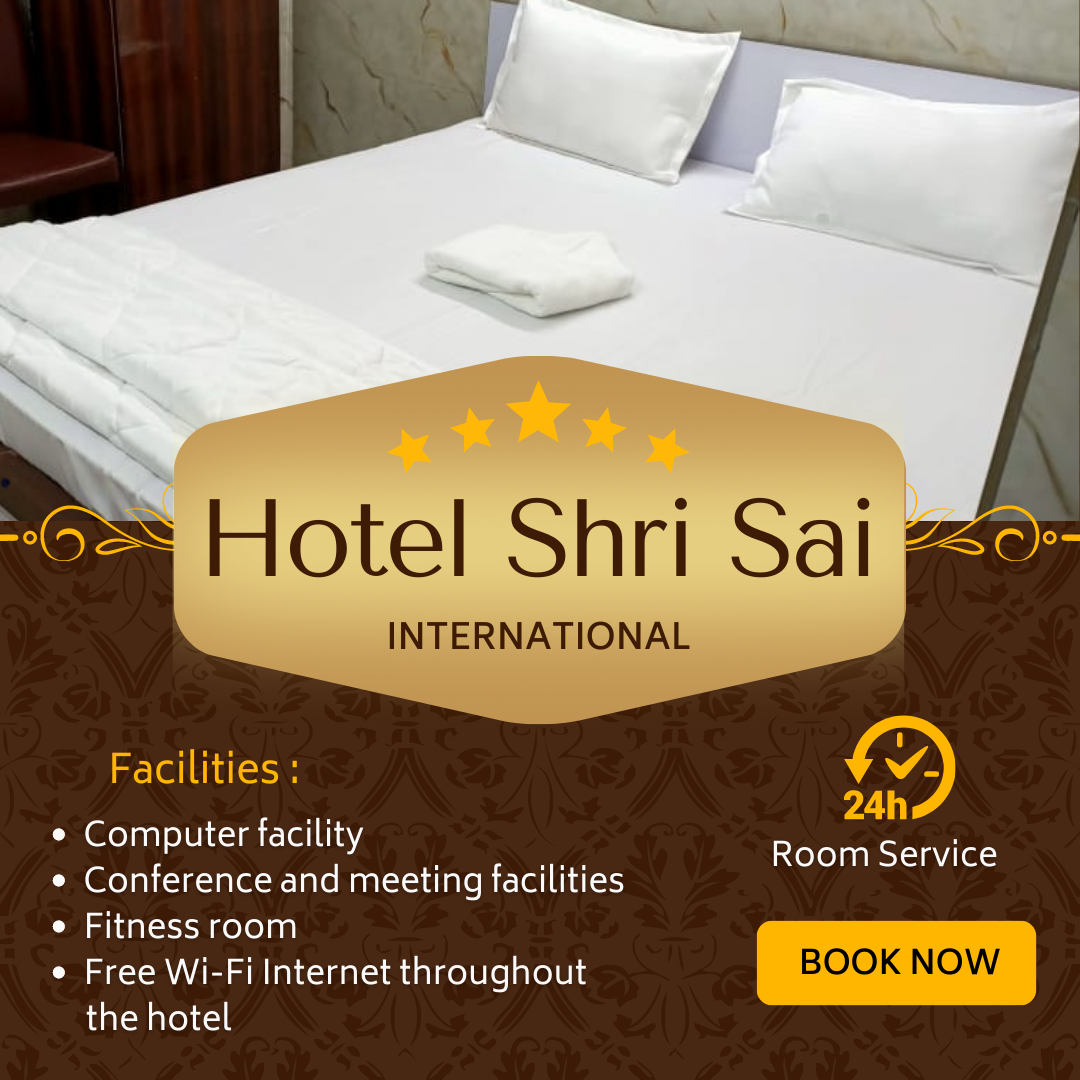 Hotel Shri Sai
INTERNATIONAL
Facilities :
• Computer facility
• Conference and meeting facilities
• Fitness room
• Free Wi-Fi Internet throughout
the hotel
24h
Room Service
BOOK NOW